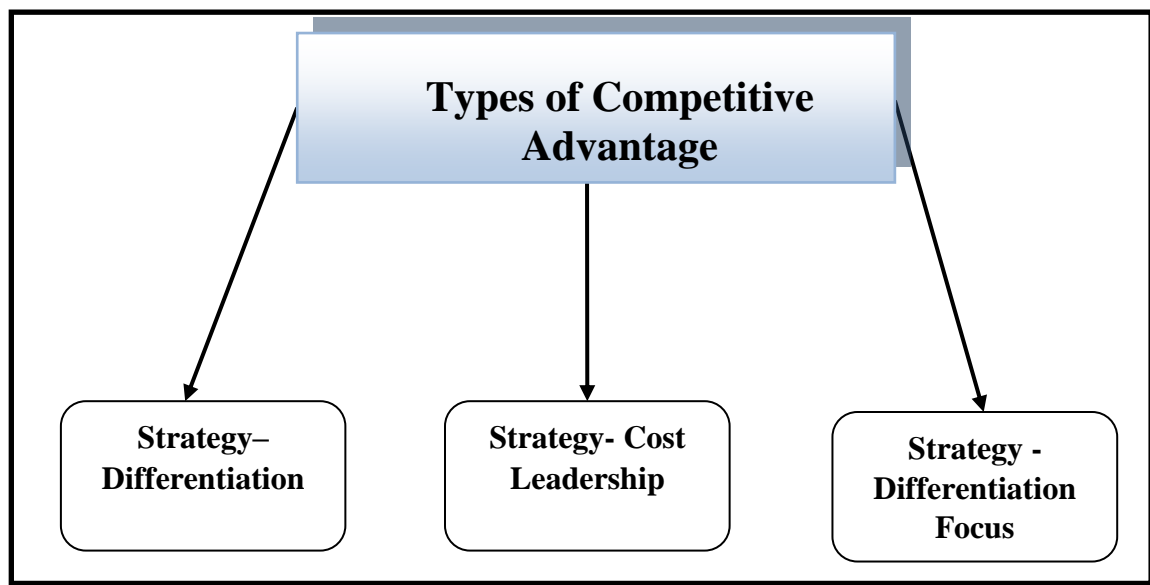 Types of Competitive
Advantage
Strategy–
Differentiation
Strategy- Cost
Leadership
Strategy -
Differentiation
Focus